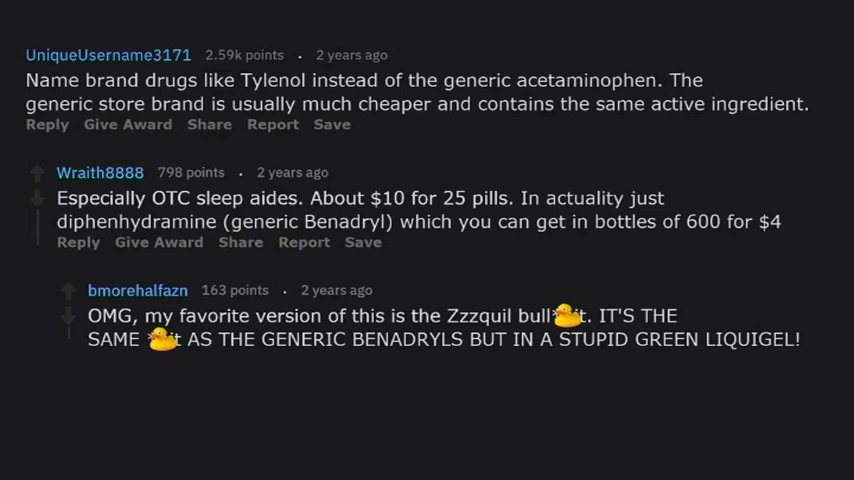 UniqueUsername3171 2.59k points . 2 years ago
Name brand drugs like Tylenol instead of the generic acetaminophen. The
generic store brand is usually much cheaper and contains the same active ingredient.
Reply Give Award Share Report Save
Wraith8888 798 points . 2 years ago
Especially OTC sleep aides. About $10 for 25 pills. In actuality just
diphenhydramine (generic Benadryl) which you can get in bottles of 600 for $4
Reply Give Award Share Report Save
bmorehalfazn 163 points . 2 years ago
OMG, my favorite version of this is the Zzzquil bull*t. IT'S THE
SAME *t AS THE GENERIC BENADRYLS BUT IN A STUPID GREEN LIQUIGEL!